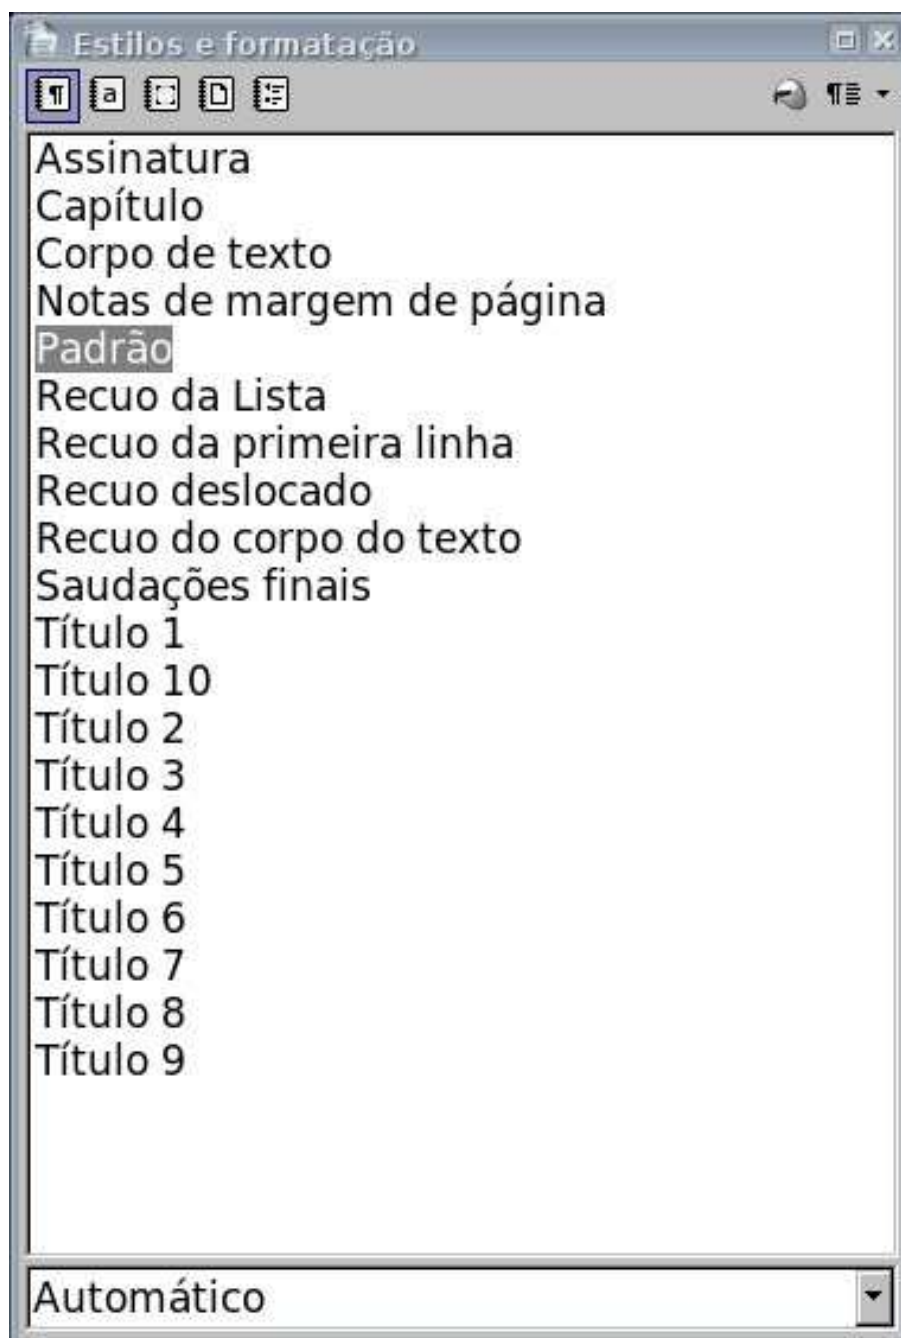 Estilos e formatação
Assinatura
Capítulo
Corpo de texto
Notas de margem de página
Padrão
Recuo da Lista
Recuo da primeira linha
Recuo deslocado
Recuo do corpo do texto
Saudações finais
Título 1
Título 10
Título 2
Título 3
Título 4
Título 5
Título 6
Título 7
Título 8
Título 9
Automático